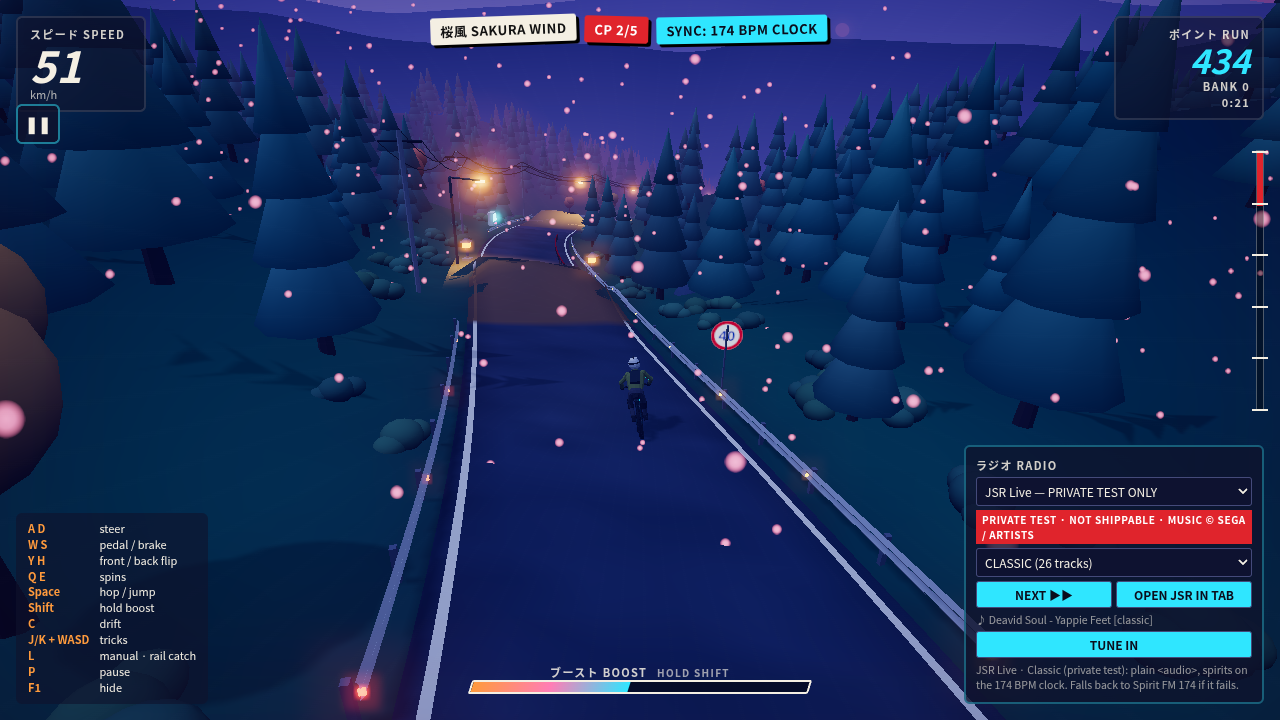 スピード SPEED
51
km/h
桜風 SAKURA WIND
CP 2/5
SYNC: 174 BPM CLOCK
ポイント RUN
434
BANK 0
0:21
40
A D steer
W S pedal / brake
Y H front / back flip
Q E spins
Space hop / jump
Shift hold boost
C drift
J/K + WASD tricks
L manual · rail catch
P pause
F1 hide
ブースト BOOST HOLD SHIFT
ラジオ RADIO
JSR Live — PRIVATE TEST ONLY
PRIVATE TEST · NOT SHIPPABLE · MUSIC © SEGA
/ ARTISTS
CLASSIC (26 tracks)
NEXT ▶▶ OPEN JSR IN TAB
♪ Deavid Soul - Yappie Feet [classic]
TUNE IN
JSR Live · Classic (private test): plain <audio>, spirits on
the 174 BPM clock. Falls back to Spirit FM 174 if it fails.